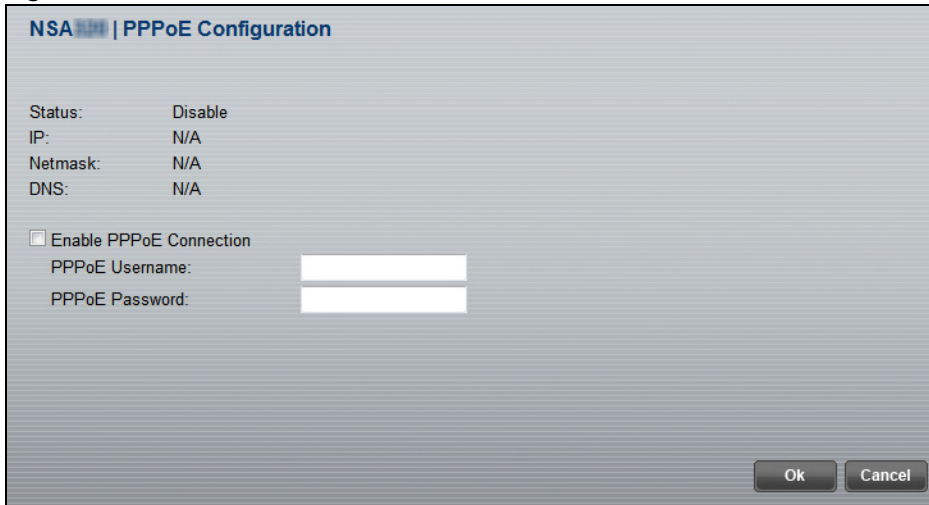 NSA | PPPoE Configuration
Status: Disable
IP: N/A
Netmask: N/A
DNS: N/A
Enable PPPoE Connection
PPPoE Username:
PPPoE Password:
Ok Cancel